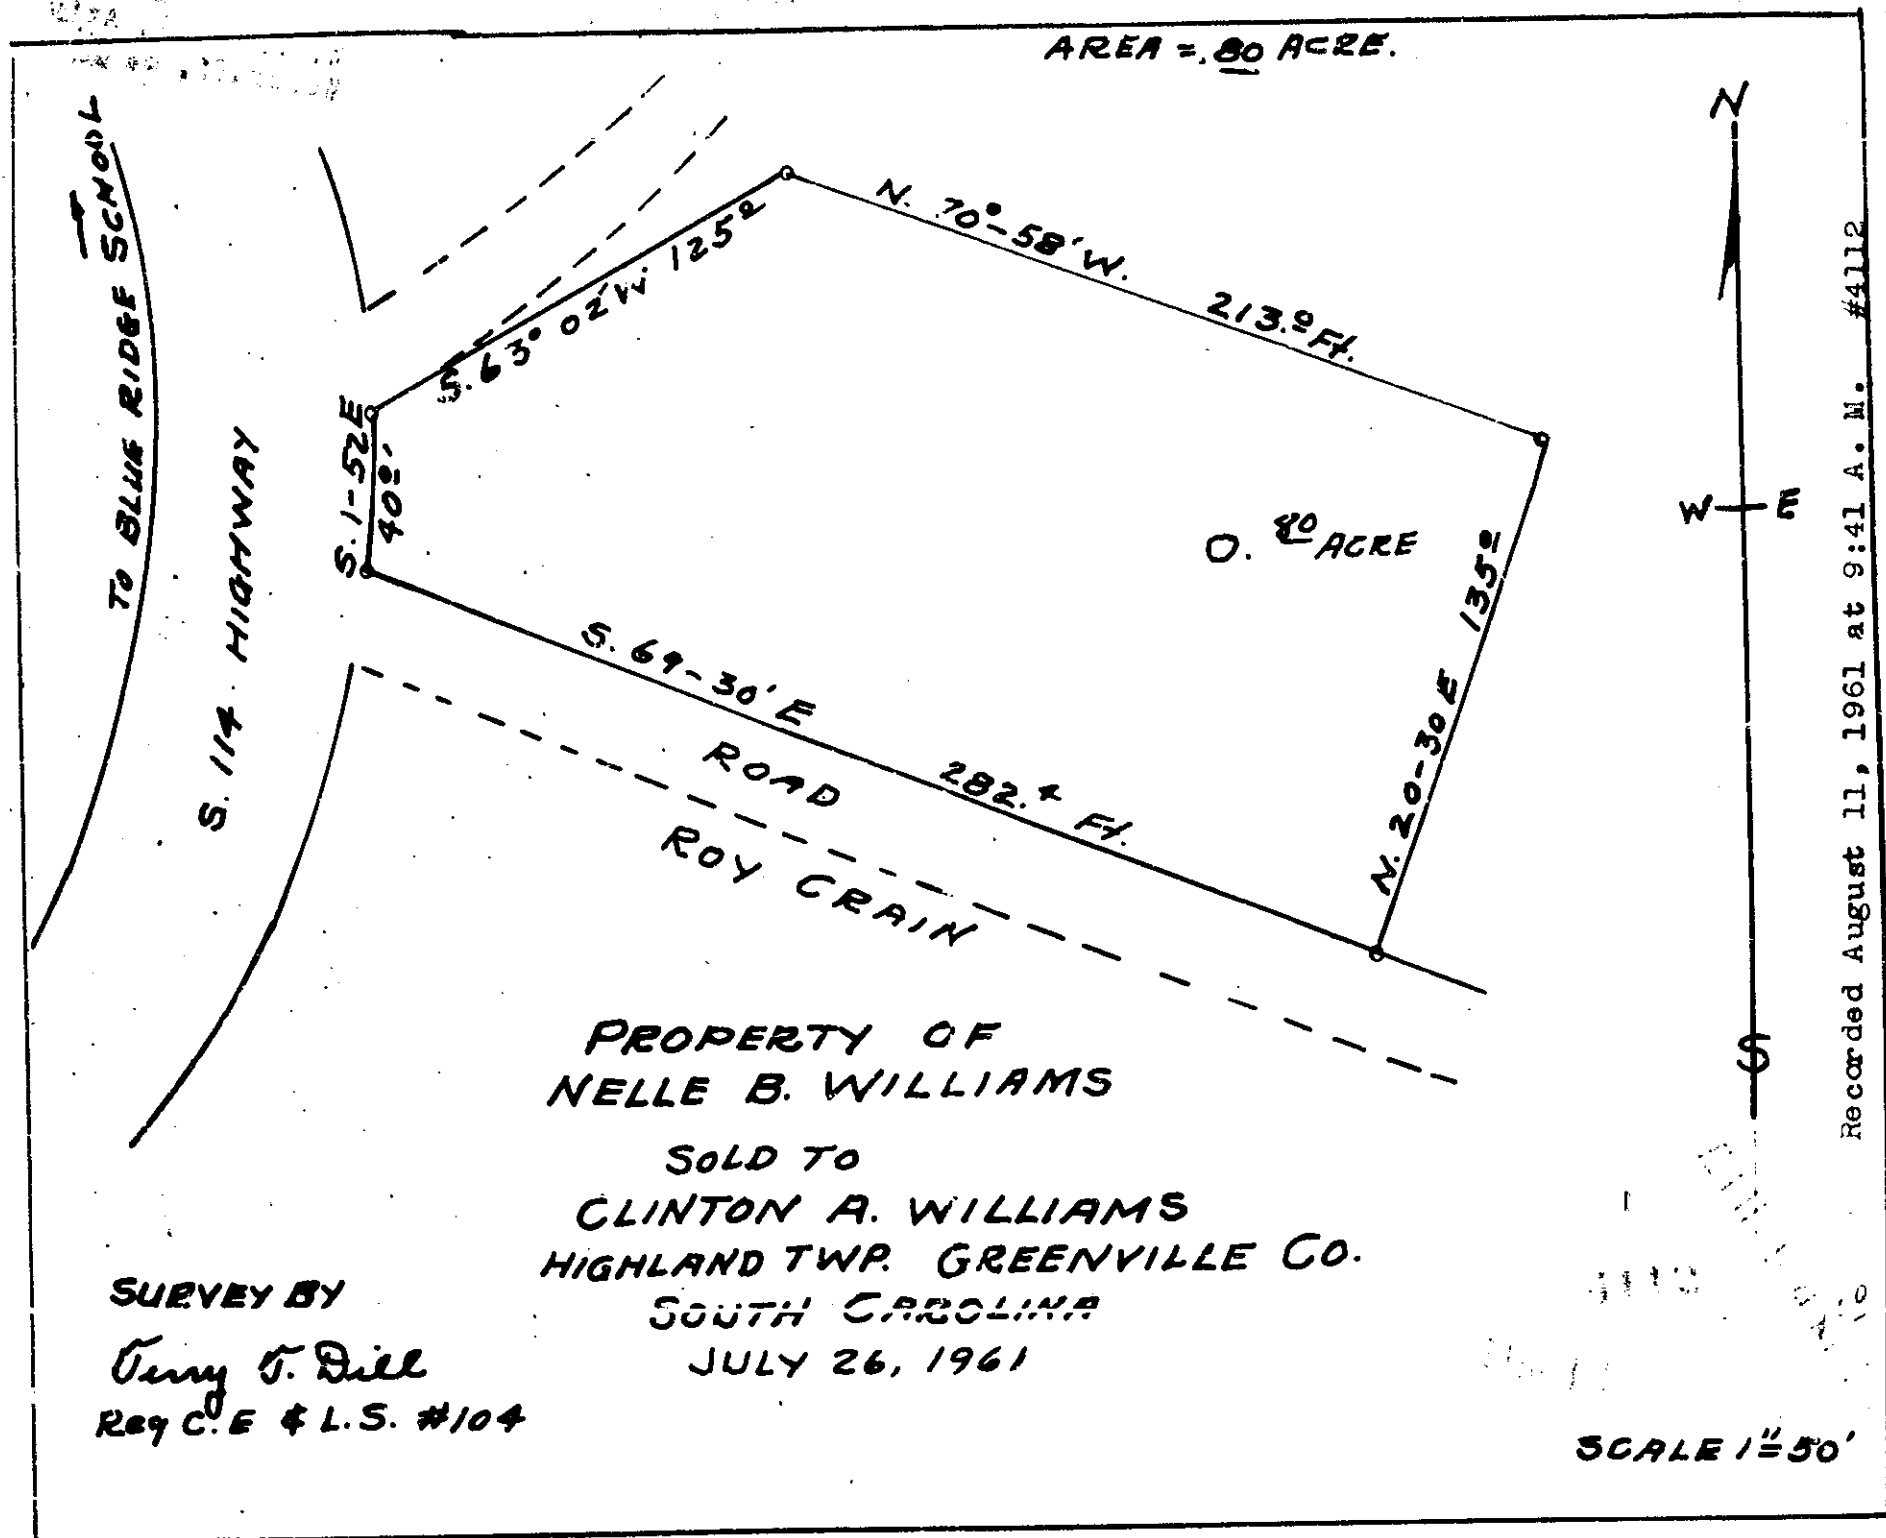 AREA = .80 ACRE.
N
TO BLUE RIDGE SCHOOL
S. 114 HIGHWAY
N. 70°-58' W.
213.0 Ft.
S. 63° 02' W. 125.0
S. 1-52 E
40.0'
W E
0.80 ACRE
N. 20-30 E 135.0
S. 69-30' E
282. Ft.
ROAD
ROY CRAIN
S
PROPERTY OF
NELLE B. WILLIAMS
SOLD TO
CLINTON A. WILLIAMS
HIGHLAND TWP. GREENVILLE CO.
SOUTH CAROLINA
JULY 26, 1961
SURVEY BY
Terry T. Dill
Reg C.E & L.S. #104
SCALE 1"=50'
Recorded August 11, 1961 at 9:41 A. M. #4112